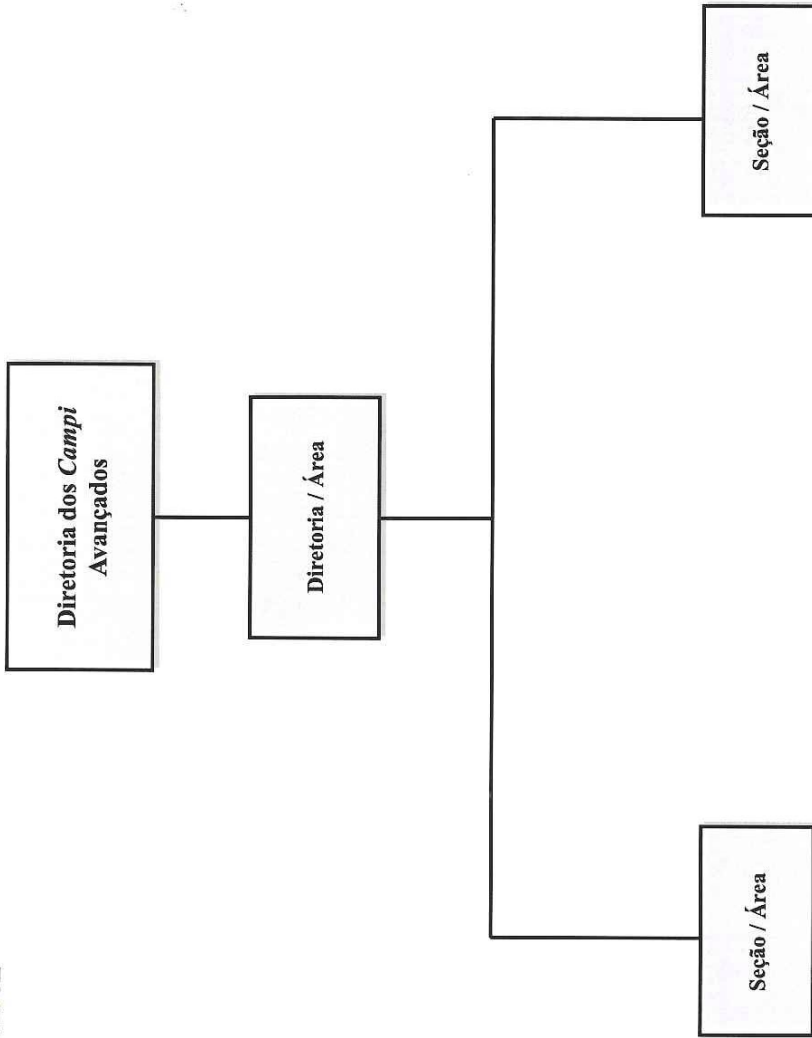 Diretoria dos Campi
Avançados
Diretoria / Área
Seção / Área
Seção / Área